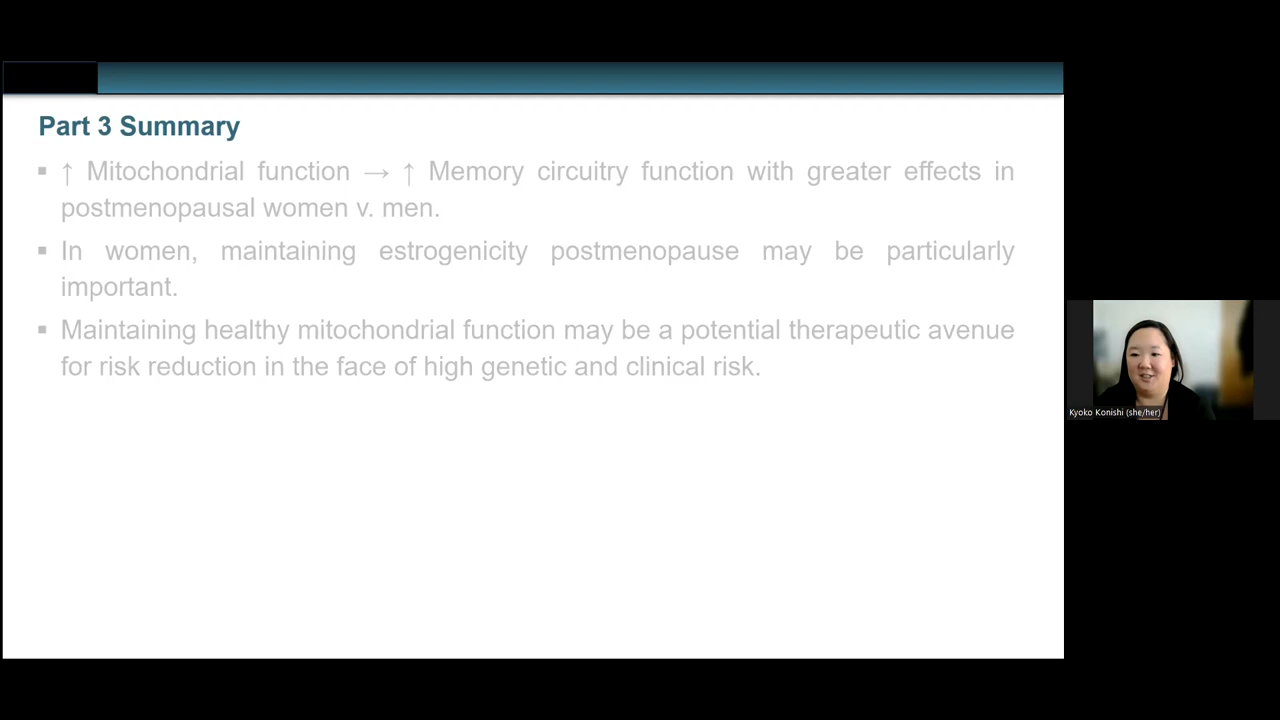 Part 3 Summary
▪ ↑ Mitochondrial function → ↑ Memory circuitry function with greater effects in
postmenopausal women v. men.
▪ In women, maintaining estrogenicity postmenopause may be particularly
important.
▪ Maintaining healthy mitochondrial function may be a potential therapeutic avenue
for risk reduction in the face of high genetic and clinical risk.
Kyoko Konishi (she/her)